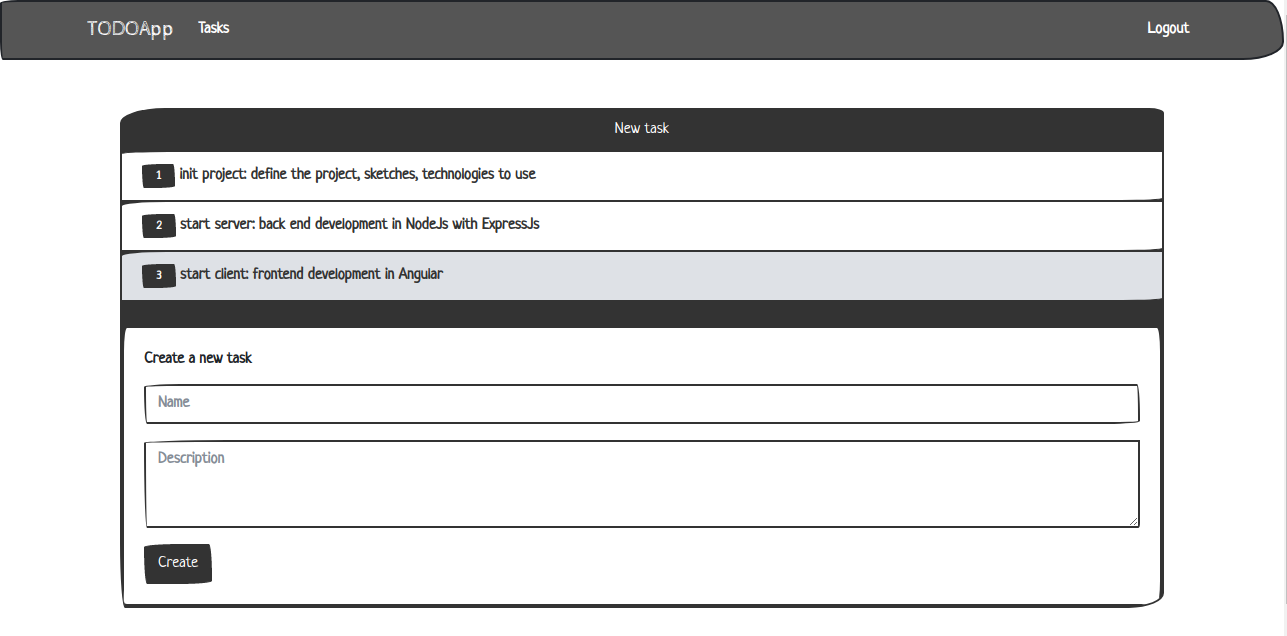 TODOApp Tasks Logout
New task
1 init project: define the project, sketches, technologies to use
2 start server: back end development in NodeJs with ExpressJs
3 start client: frontend development in Angular
Create a new task
Name
Description
Create